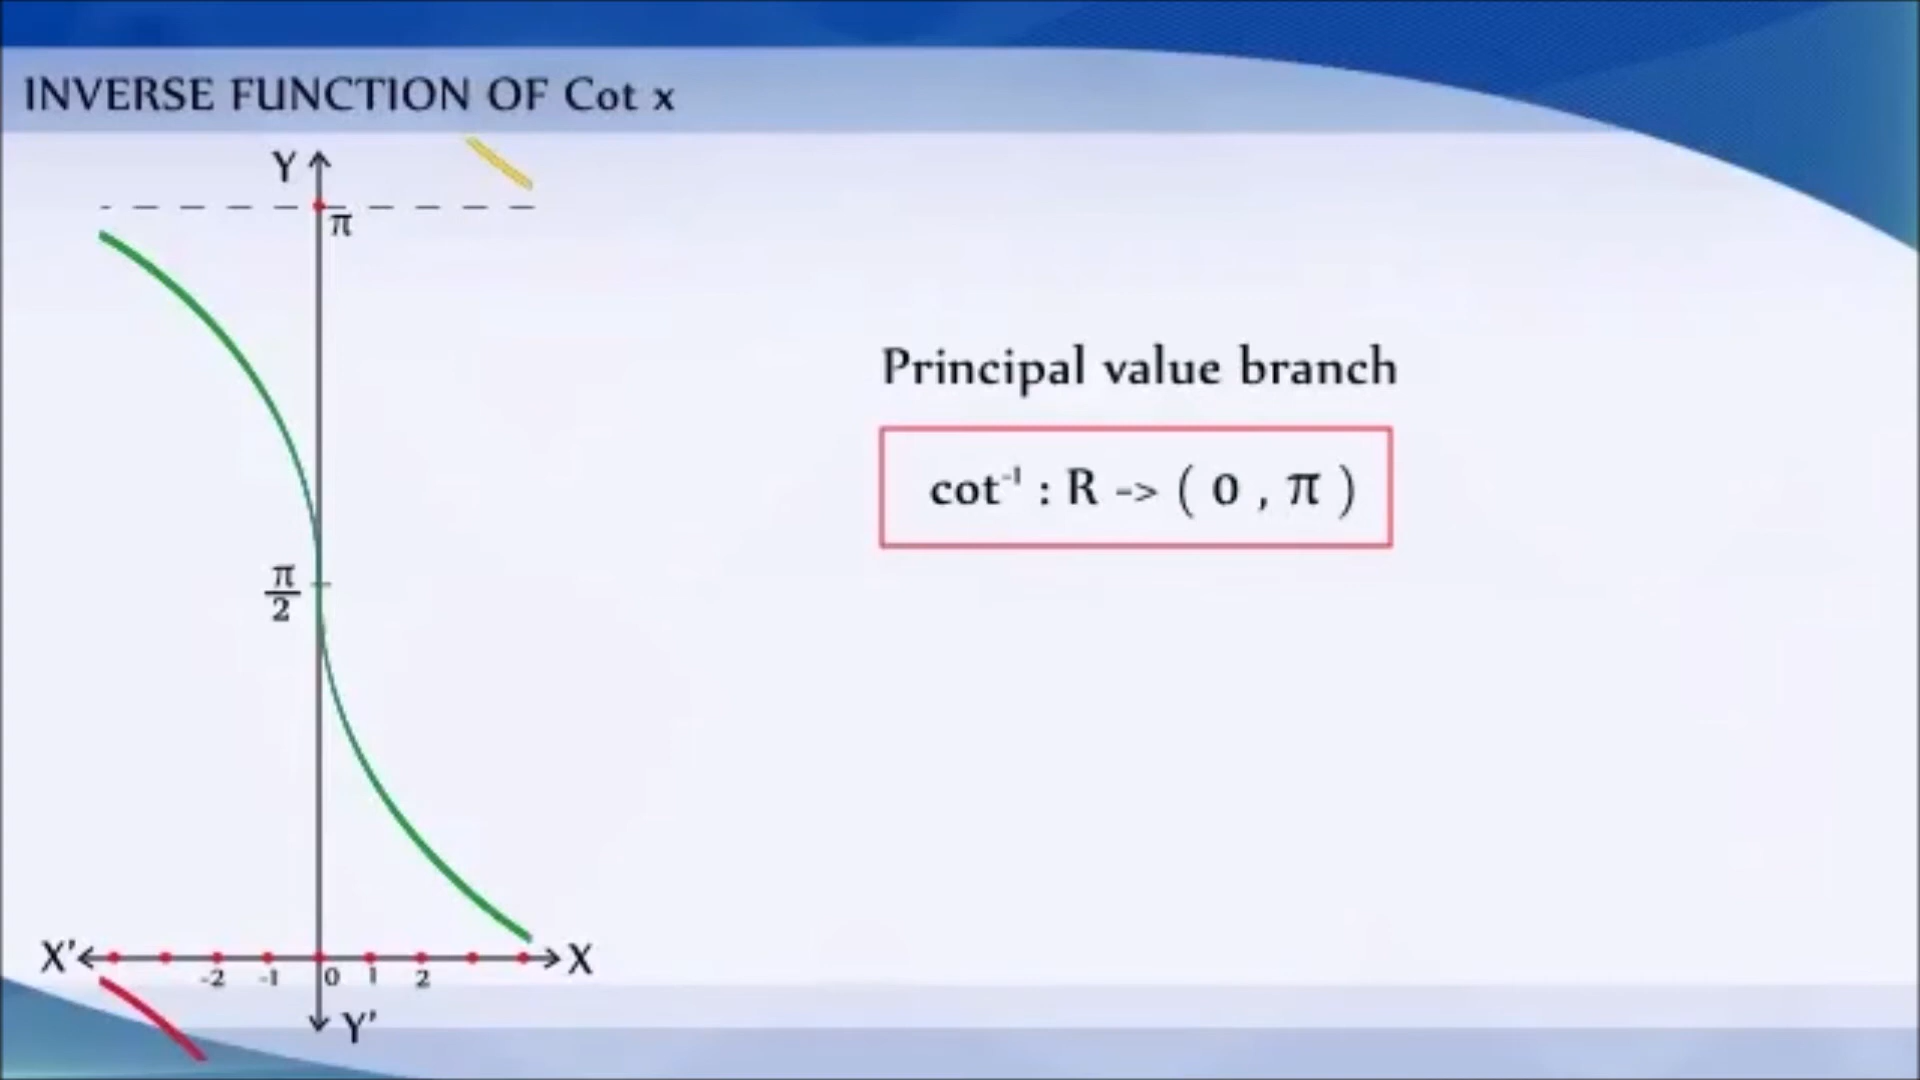 INVERSE FUNCTION OF Cot x
Y
π
Principal value branch
cot⁻¹ : R -> ( 0 , π )
π
2
X' X
-2 -1 0 1 2
Y'